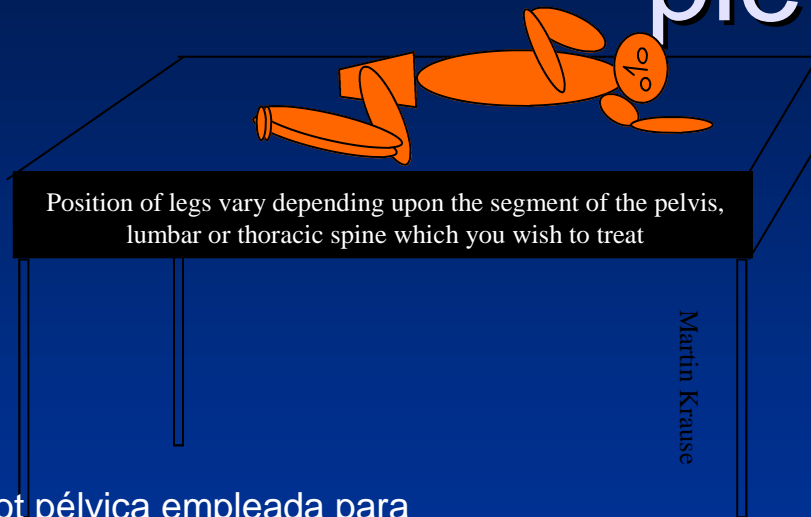 pie
Position of legs vary depending upon the segment of the pelvis,
lumbar or thoracic spine which you wish to treat
Martin Krause
pélvica empleada para